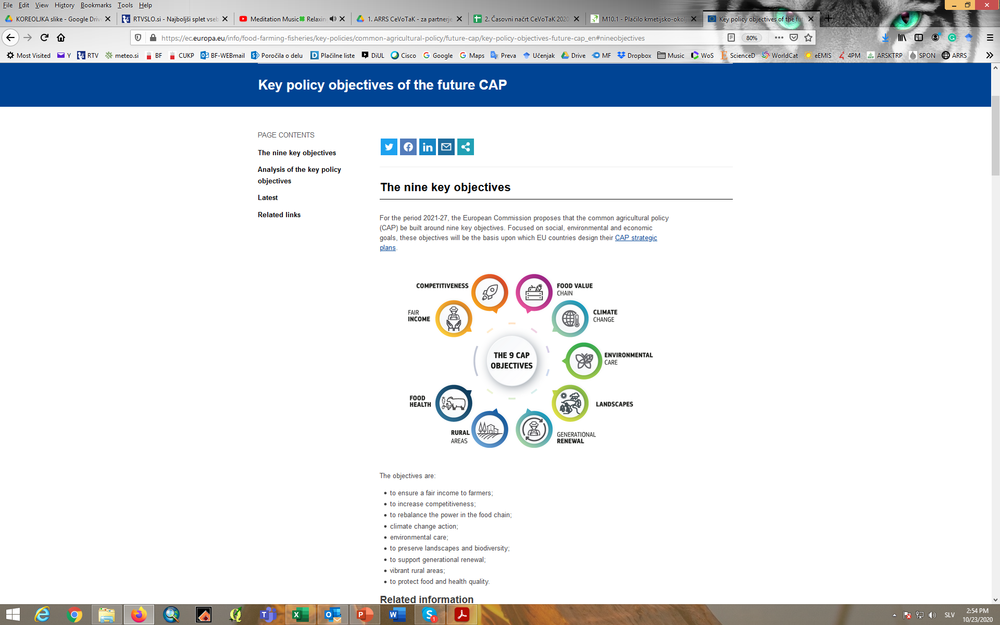 File Edit View History Bookmarks Tools Help
KOREOLJKA slike - Google Drive
RTVSLO.si - Najboljši splet vseb
Meditation Music Relaxin
1. ARRS CeVoTaK - za partnerje
2. Časovni načrt CeVoTaK 2020
M10.1 - Plačilo kmetijsko-okolj
Key policy objectives of the fut
https://ec.europa.eu/info/food-farming-fisheries/key-policies/common-agricultural-policy/future-cap/key-policy-objectives-future-cap_en#nineobjectives
80%
Most Visited Y RTV meteo.si BF CUKP BF-WEBmail Poročila o delu Plačilne liste DiUL Cisco Google Maps Preva Učenjak Drive MF Dropbox Music WoS ScienceD WorldCat eEMIS 4PM ARSKTRP SPON ARRS
Key policy objectives of the future CAP
PAGE CONTENTS
The nine key objectives
Analysis of the key policy
objectives
Latest
Related links
The nine key objectives
For the period 2021-27, the European Commission proposes that the common agricultural policy
(CAP) be built around nine key objectives. Focused on social, environmental and economic
goals, these objectives will be the basis upon which EU countries design their CAP strategic
plans.
COMPETITIVENESS
FOOD VALUE
CHAIN
FAIR
INCOME
CLIMATE
CHANGE
THE 9 CAP
OBJECTIVES
ENVIRONMENTAL
CARE
FOOD
HEALTH
LANDSCAPES
RURAL
AREAS
GENERATIONAL
RENEWAL
The objectives are:
• to ensure a fair income to farmers;
• to increase competitiveness;
• to rebalance the power in the food chain;
• climate change action;
• environmental care;
• to preserve landscapes and biodiversity;
• to support generational renewal;
• vibrant rural areas;
• to protect food and health quality.
Related information
SLV
2:54 PM
10/23/2020